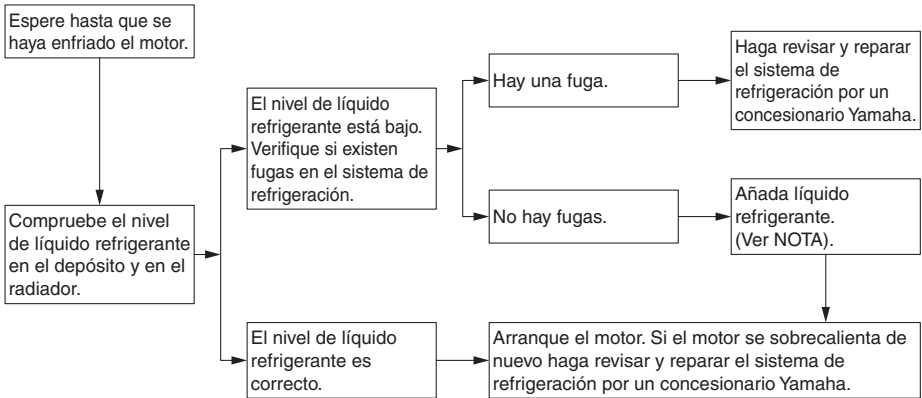 Espere hasta que se
haya enfriado el motor.
Compruebe el nivel
de líquido refrigerante
en el depósito y en el
radiador.
El nivel de líquido
refrigerante está bajo.
Verifique si existen
fugas en el sistema de
refrigeración.
Hay una fuga.
Haga revisar y reparar
el sistema de
refrigeración por un
concesionario Yamaha.
No hay fugas.
Añada líquido
refrigerante.
(Ver NOTA).
El nivel de líquido
refrigerante es
correcto.
Arranque el motor. Si el motor se sobrecalienta de
nuevo haga revisar y reparar el sistema de
refrigeración por un concesionario Yamaha.